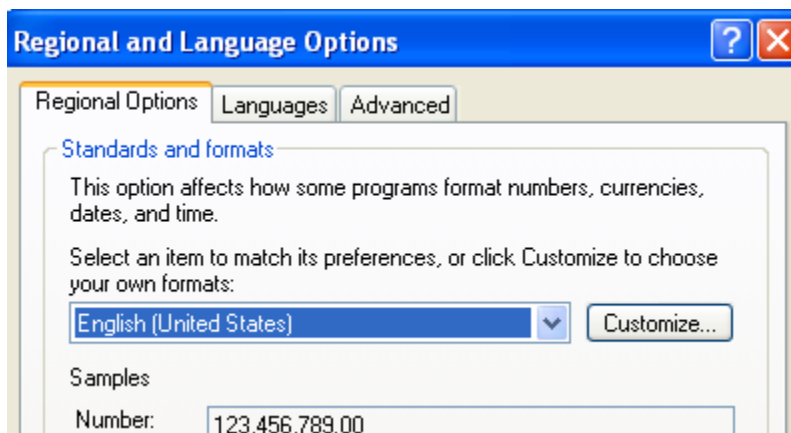 Regional and Language Options
Regional Options Languages Advanced
Standards and formats
This option affects how some programs format numbers, currencies,
dates, and time.
Select an item to match its preferences, or click Customize to choose
your own formats:
English (United States) Customize...
Samples
Number: 123,456,789.00